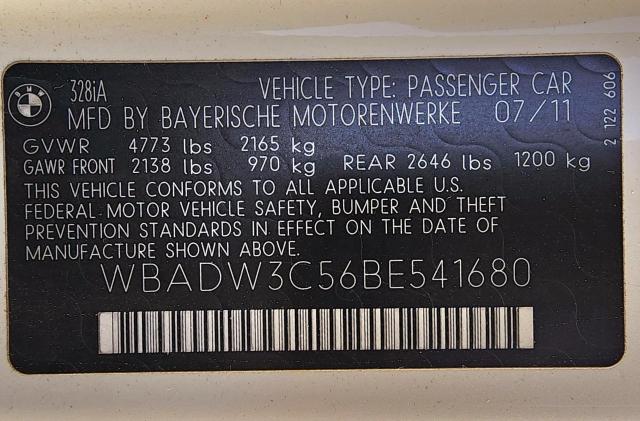 BMW
328iA
VEHICLE TYPE: PASSENGER CAR
MFD BY BAYERISCHE MOTORENWERKE 07/11
GVWR 4773 lbs 2165 kg
GAWR FRONT 2138 lbs 970 kg REAR 2646 lbs 1200 kg
THIS VEHICLE CONFORMS TO ALL APPLICABLE U.S.
FEDERAL MOTOR VEHICLE SAFETY, BUMPER AND THEFT
PREVENTION STANDARDS IN EFFECT ON THE DATE OF
MANUFACTURE SHOWN ABOVE.
WBADW3C56BE541680
2 122 606